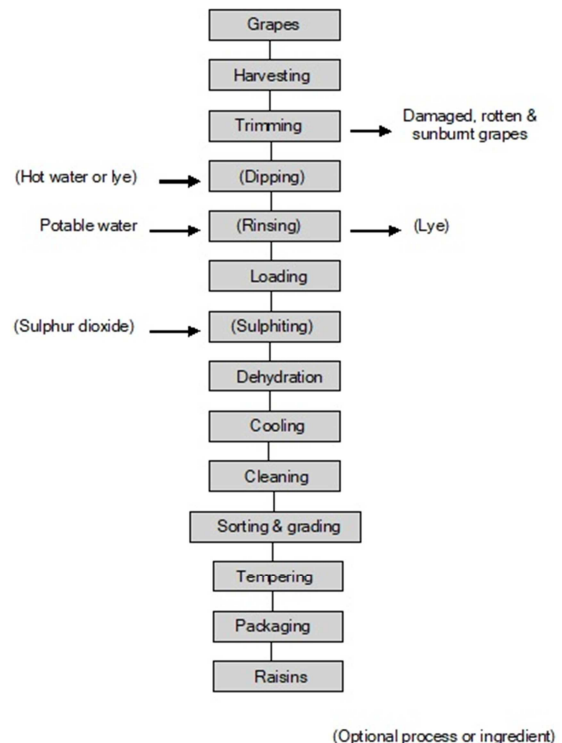 Grapes
Harvesting
Trimming
Damaged, rotten &
sunburnt grapes
(Hot water or lye)
(Dipping)
Potable water
(Rinsing)
(Lye)
Loading
(Sulphur dioxide)
(Sulphiting)
Dehydration
Cooling
Cleaning
Sorting & grading
Tempering
Packaging
Raisins
(Optional process or ingredient)